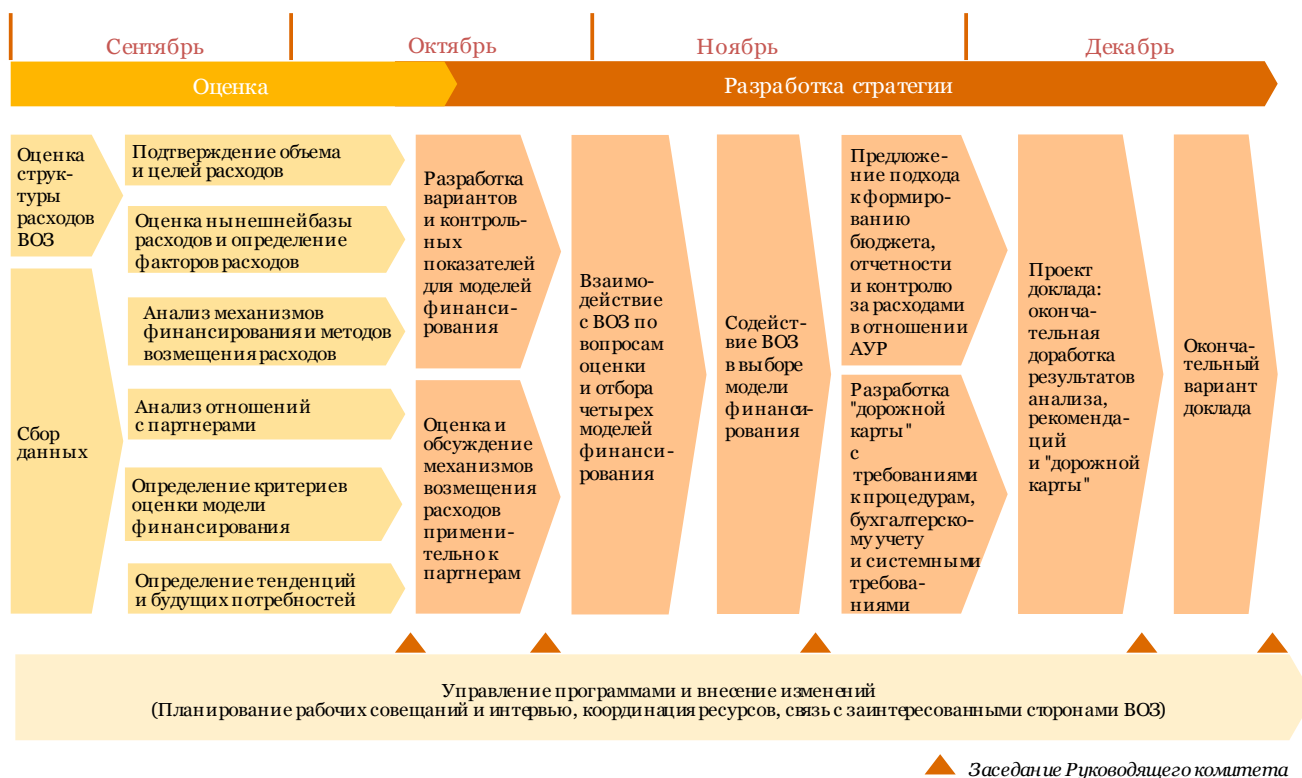 Сентябрь
Октябрь
Ноябрь
Декабрь
Оценка
Разработка стратегии
Оценка
струк-
туры
расходов
ВОЗ
Сбор
данных
Подтверждение объема
и целей расходов
Оценка нынешней базы
расходов и определение
факторов расходов
Анализ механизмов
финансирования и методов
возмещения расходов
Анализ отношений
с партнерами
Определение критериев
оценки модели
финансирования
Определение тенденций
и будущих потребностей
Разработка
вариантов
и контроль-
ных
показателей
для моделей
финанси-
рования
Оценка и
обсуждение
механизмов
возмещения
расходов
примени-
тельно к
партнерам
Взаимо-
действие
с ВОЗ по
вопросам
оценки
и отбора
четырех
моделей
финанси-
рования
Содейст-
вие ВОЗ
в выборе
модели
финанси-
рования
Предложе-
ние подхода
к формиро-
ванию
бюджета,
отчетности
и контролю
за расходами
в отношении
АУР
Разработка
"дорожной
карты"
с
требованиями
к процедурам,
бухгалтерско-
му учету
и системными
требова-
ниями
Проект
доклада:
оконча-
тельная
доработка
результатов
анализа,
рекоменда-
ций
и "дорожной
карты"
Оконча-
тельный
вариант
доклада
Управление программами и внесение изменений
(Планирование рабочих совещаний и интервью, координация ресурсов, связь с заинтересованными сторонами ВОЗ)
Заседание Руководящего комитета